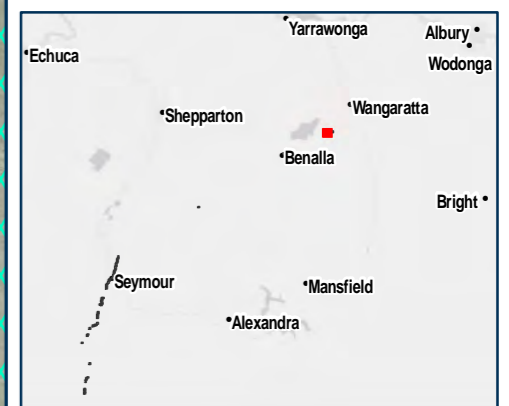 Yarrawonga
Albury
Echuca
Wodonga
Shepparton
Wangaratta
Benalla
Bright
Seymour
Mansfield
Alexandra